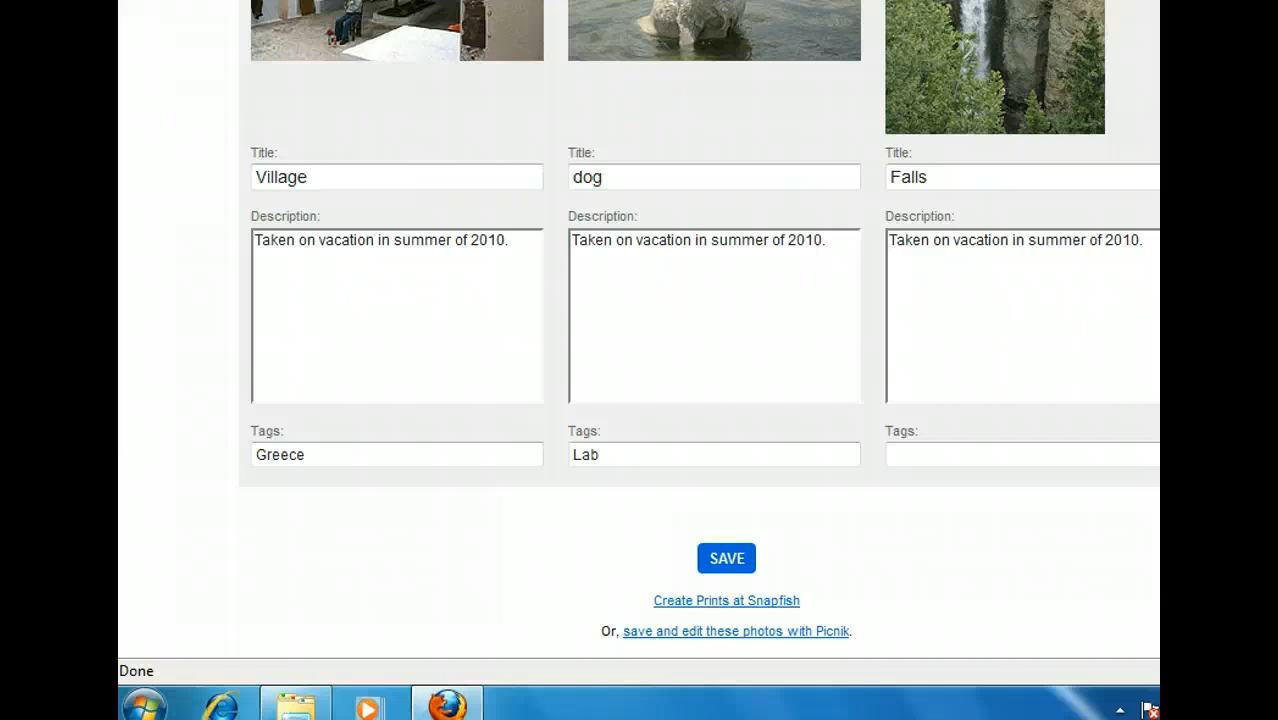 Title: Title: Title:
Village dog Falls
Description: Description: Description:
Taken on vacation in summer of 2010. Taken on vacation in summer of 2010. Taken on vacation in summer of 2010.
Tags: Tags: Tags:
Greece Lab
SAVE
Create Prints at Snapfish
Or, save and edit these photos with Picnik.
Done